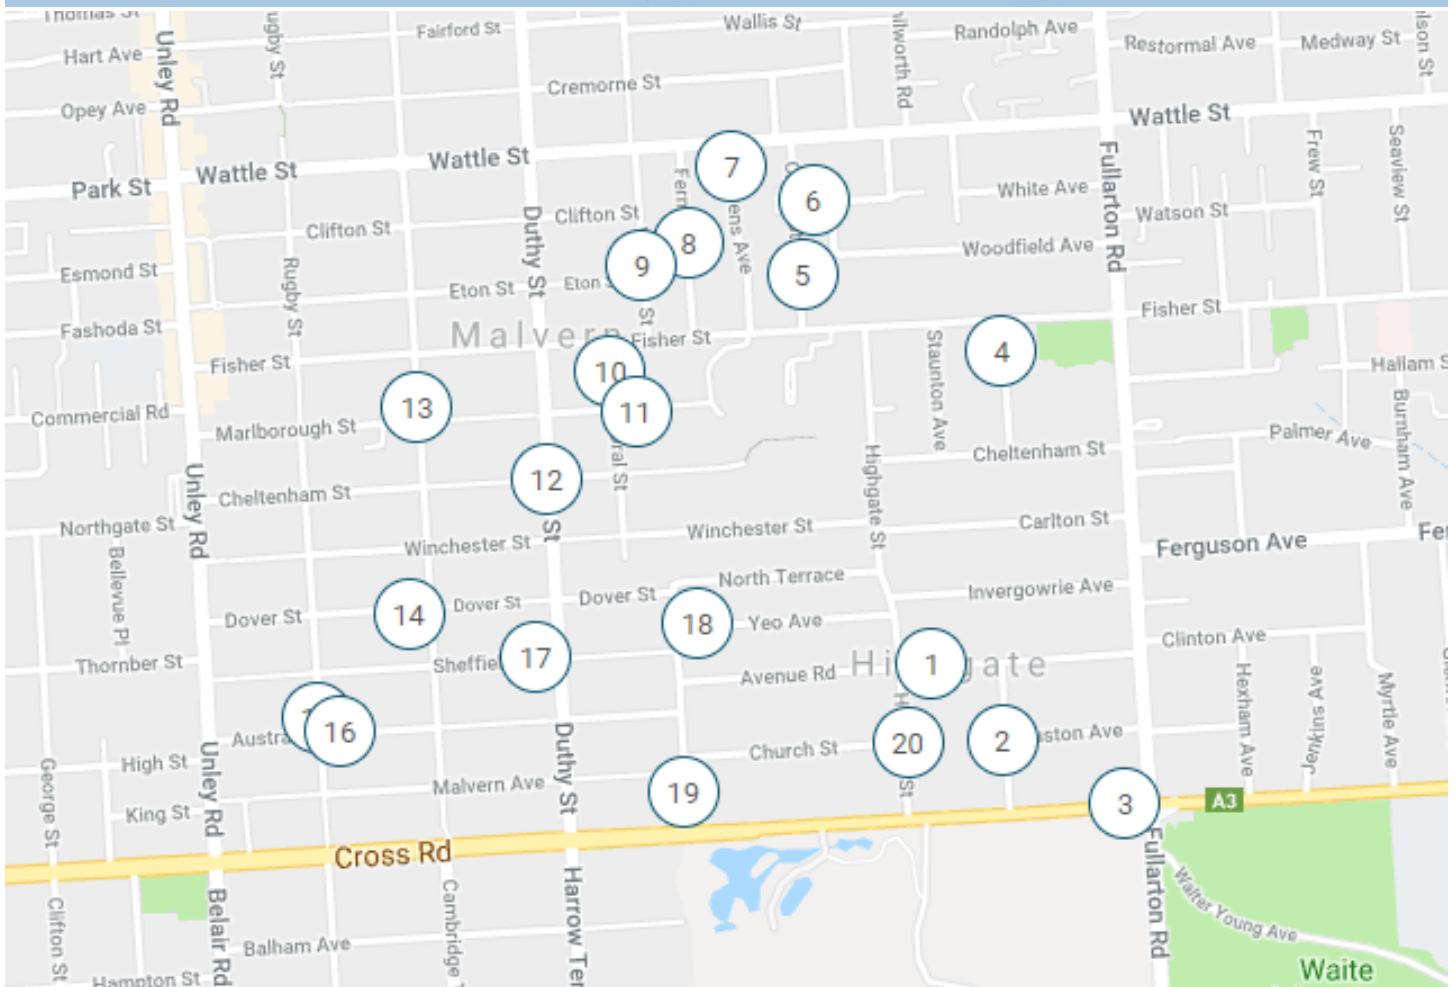 Thomas St
Fairford St
Wallis St
Randolph Ave
Restormal Ave
Medway St
Hart Ave
Unley Rd
Cremorne St
Opey Ave
Wattle St
Wattle St
Wattle St
Park St
Frew St
Seaview St
7
6
White Ave
Fullarton Rd
Watson St
Duthy St
Clifton St
Clifton St
8
9
5
Woodfield Ave
Esmond St
Rugby St
Eton St
Eton
Fisher St
Fashoda St
Fisher St
4
Staunton Ave
Fisher St
10
Hallam S
13
11
Commercial Rd
Marlborough St
Burnham Ave
Palmer Ave
Cheltenham St
Highgate St
12
Cheltenham St
Unley Rd
Northgate St
St
Winchester St
Carlton St
Winchester St
Ferguson Ave
Bellevue Pl
North Terrace
Invergowrie Ave
Dover St
Dover St
Dover St
14
18
Yeo Ave
Clinton Ave
Thornber St
17
1
Avenue Rd
Hexham Ave
Jenkins Ave
Myrtle Ave
16
20
2
Church St
High St
Unley Rd
Duthy St
George St
Malvern Ave
19
3
A3
King St
St
Cross Rd
Fullarton Rd
Walter Young Ave
Clifton St
Belair Rd
Harrow Ter
Balham Ave
Hampton St
Waite